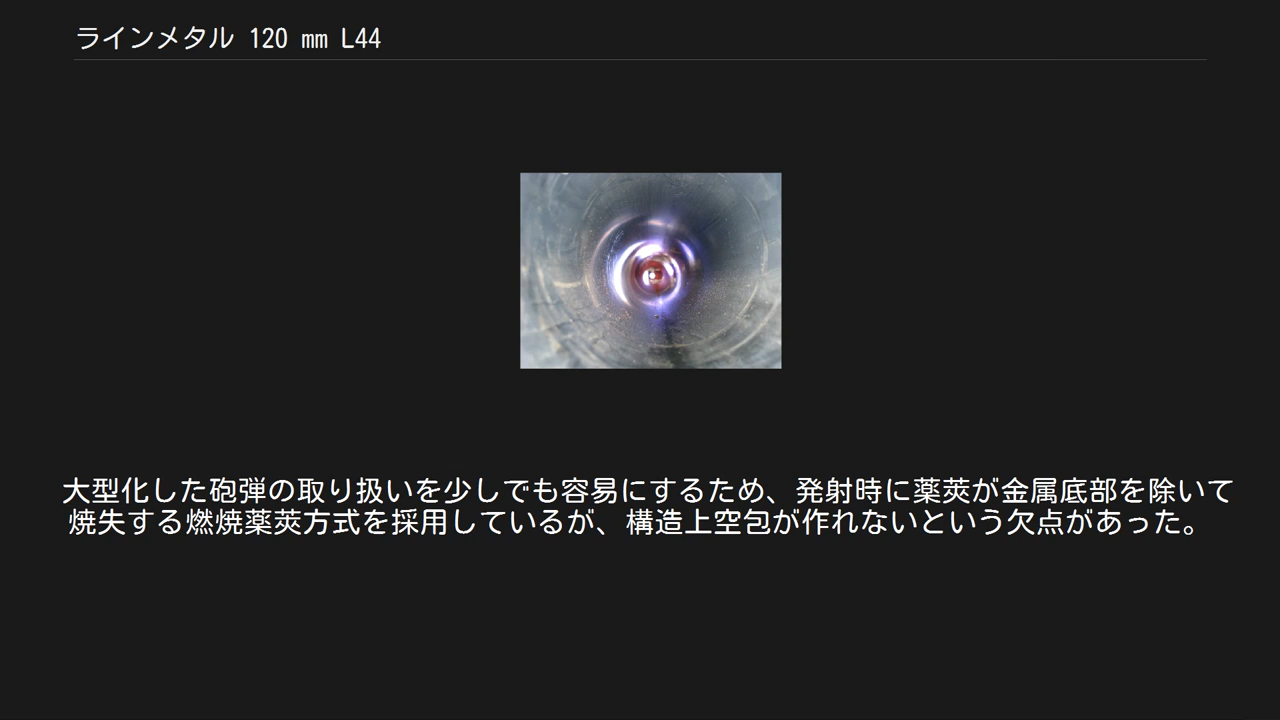 ラインメタル 120 mm L44
大型化した砲弾の取り扱いを少しでも容易にするため、発射時に薬莢が金属底部を除いて
焼失する燃焼薬莢方式を採用しているが、構造上空包が作れないという欠点があった。